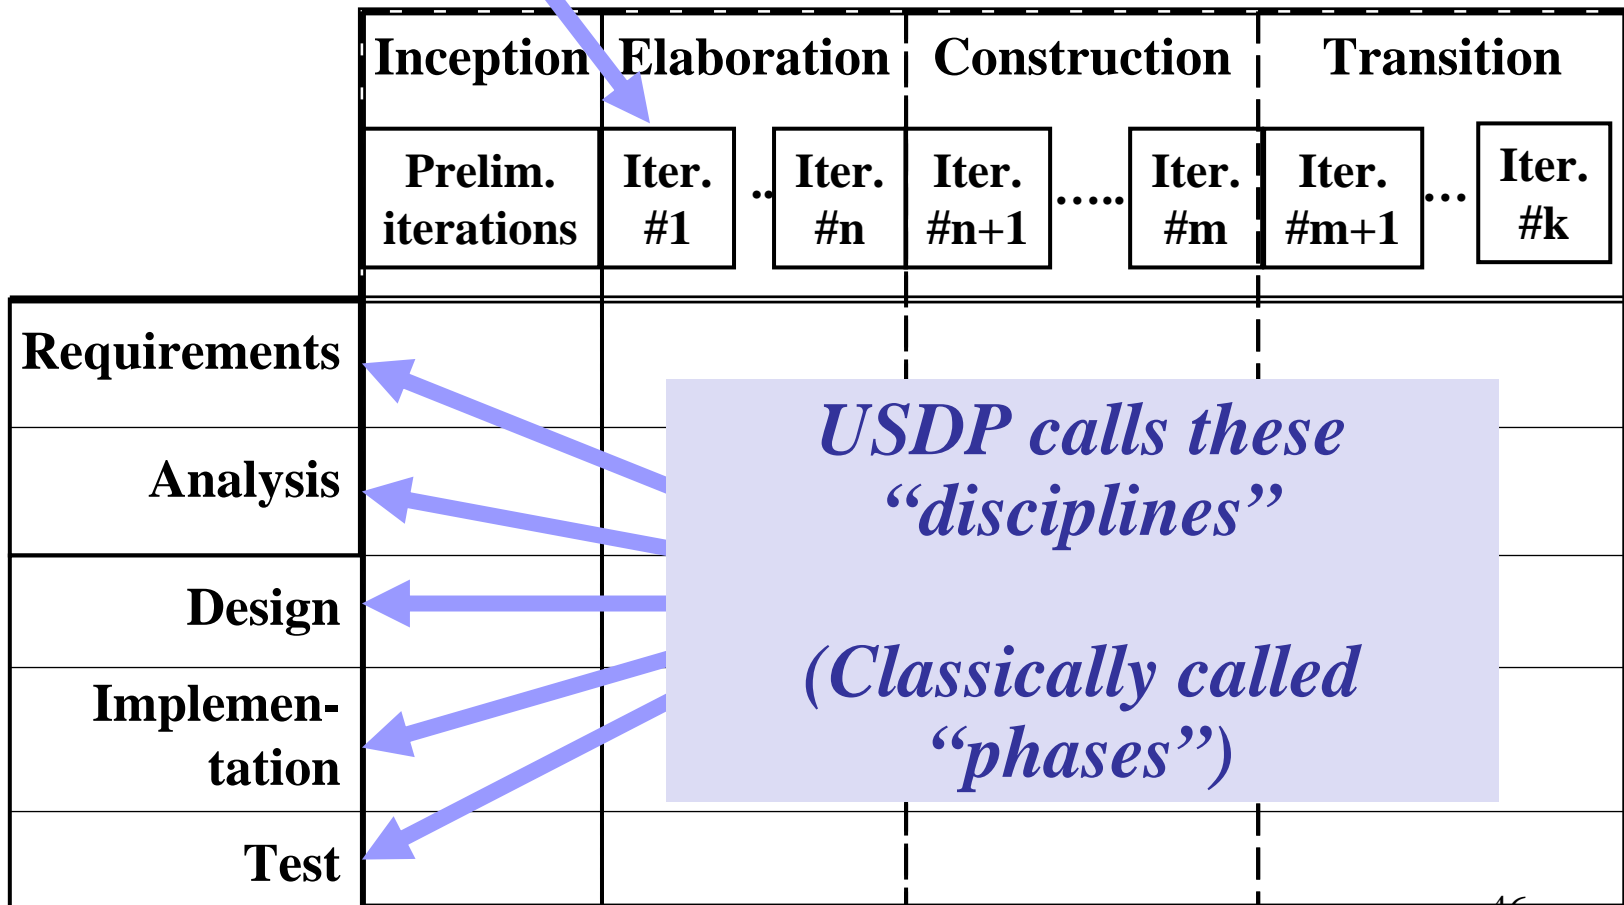 Inception Elaboration Construction Transition
Prelim. iterations
Iter. #1
..
Iter. #n
Iter. #n+1
.....
Iter. #m
Iter. #m+1
...
Iter. #k
Requirements
Analysis
Design
Implemen-
tation
Test
USDP calls these
“disciplines”
(Classically called
“phases”)